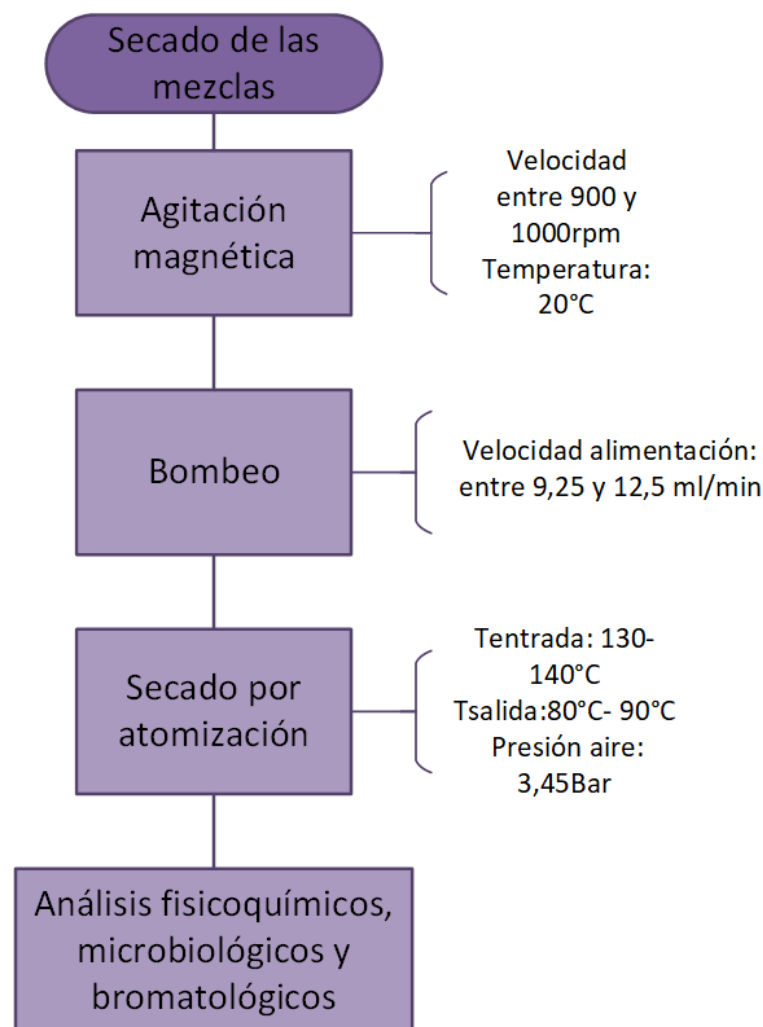 Secado de las
mezclas
Agitación
magnética
Velocidad
entre 900 y
1000rpm
Temperatura:
20°C
Bombeo
Velocidad alimentación:
entre 9,25 y 12,5 ml/min
Secado por
atomización
Tentrada: 130-
140°C
Tsalida:80°C- 90°C
Presión aire:
3,45Bar
Análisis fisicoquímicos,
microbiológicos y
bromatológicos